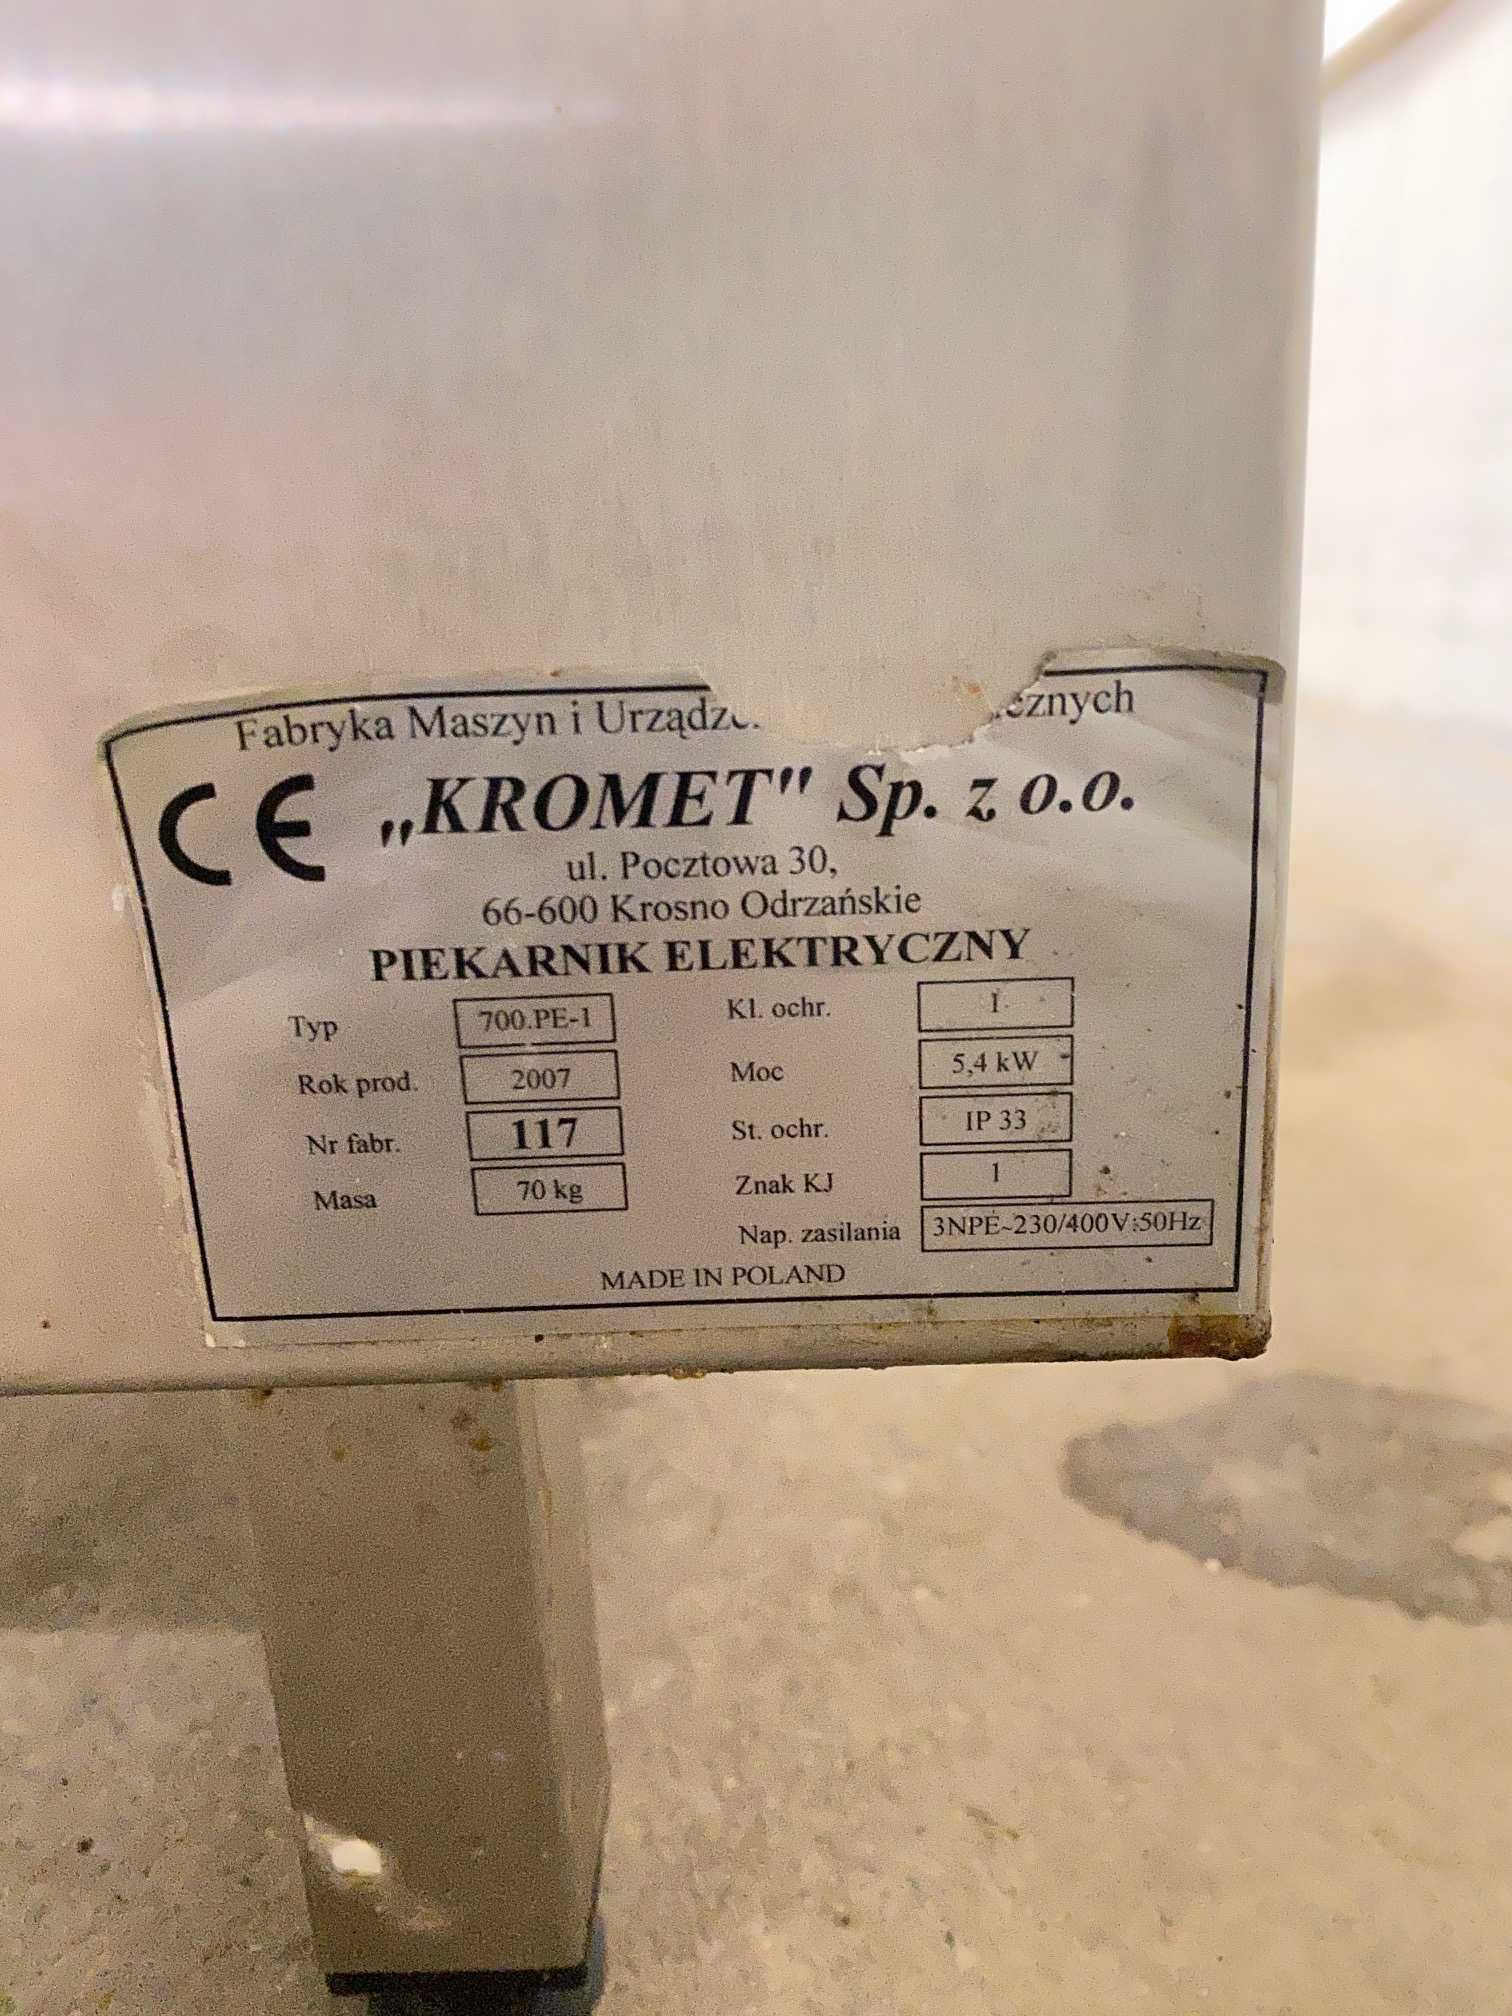 Fabryka Maszyn i
CE „KROMET" Sp. z o.o.
ul. Pocztowa 30,
66-600 Krosno Odrzańskie
PIEKARNIK ELEKTRYCZNY
Typ 700.PE-1 Kl. ochr. I
Rok prod. 2007 Moc 5,4 kW
Nr fabr. 117 St. ochr. IP 33
Masa 70 kg Znak KJ 1
Nap. zasilania 3NPE~230/400V;50Hz
MADE IN POLAND